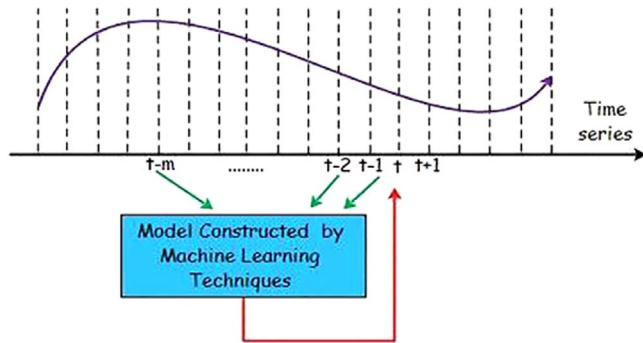 Time
series
t-m ........ t-2 t-1 t t+1
Model Constructed by
Machine Learning
Techniques